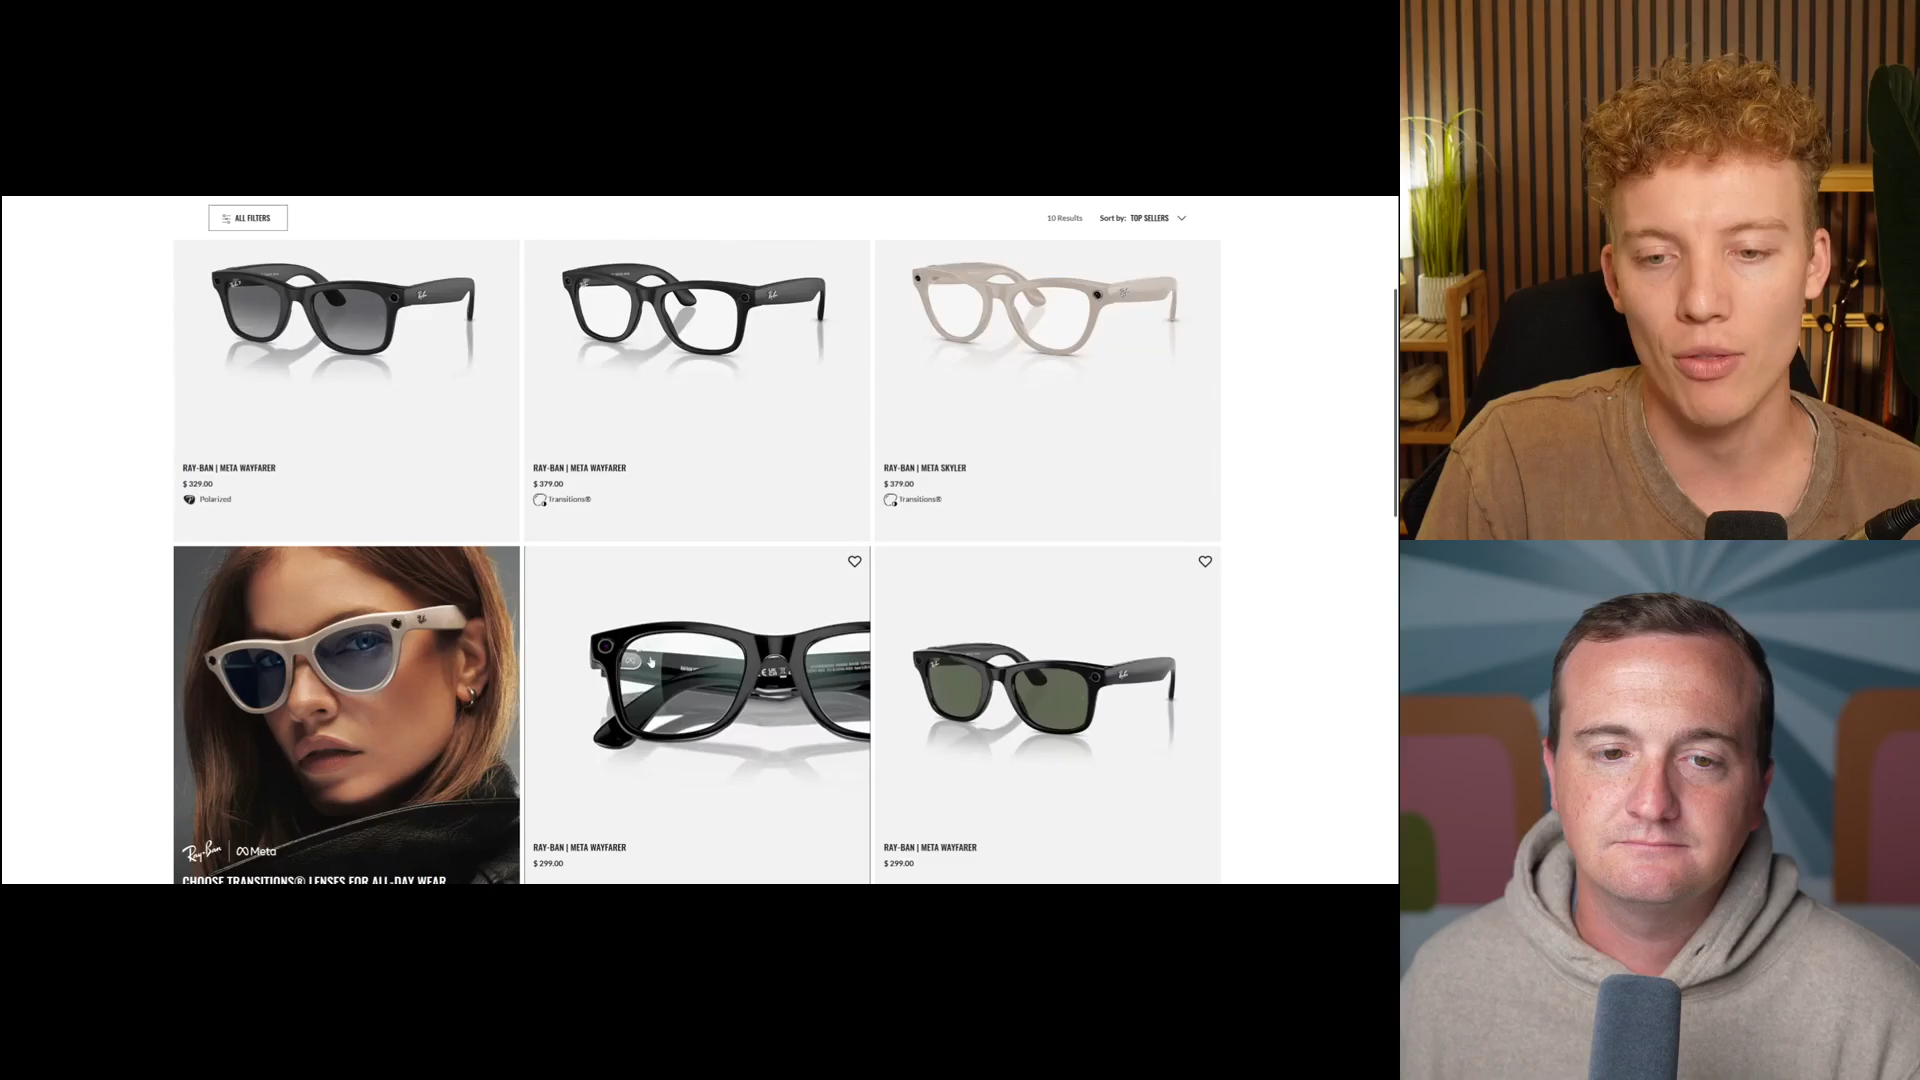 ALL FILTERS
10 Results
Sort by: TOP SELLERS
RAY-BAN | META WAYFARER
$ 329.00
Polarized
RAY-BAN | META WAYFARER
$ 379.00
Transitions®
RAY-BAN | META SKYLER
$ 379.00
Transitions®
Ray-Ban
Meta
CHOOSE TRANSITIONS® LENSES FOR ALL-DAY WEAR
RAY-BAN | META WAYFARER
$ 299.00
RAY-BAN | META WAYFARER
$ 299.00